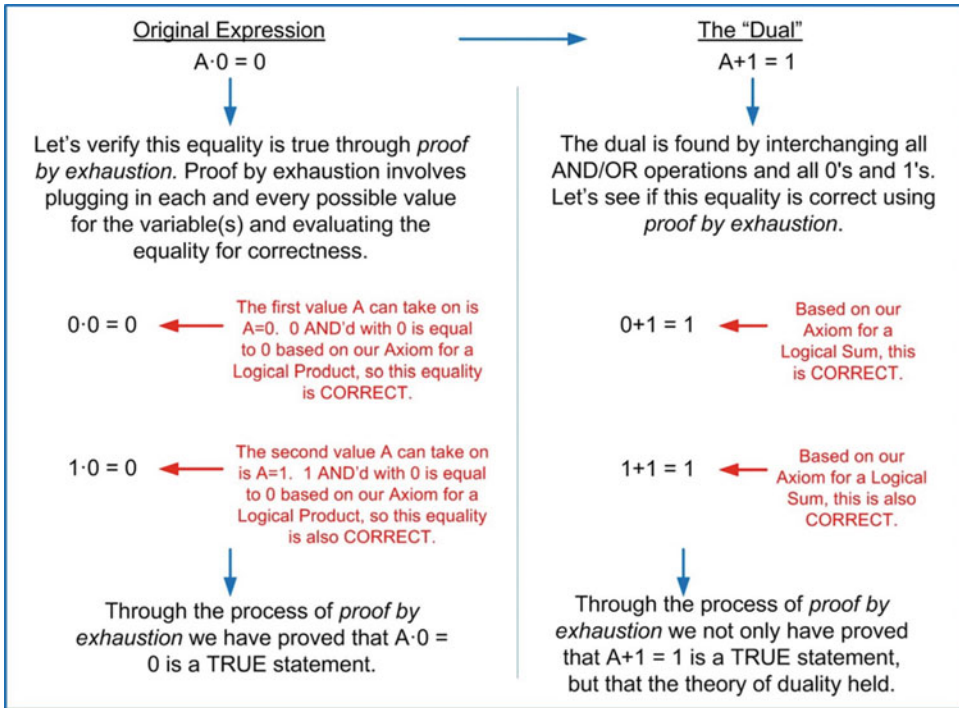 Original Expression
A·0 = 0
Let's verify this equality is true through proof
by exhaustion. Proof by exhaustion involves
plugging in each and every possible value
for the variable(s) and evaluating the
equality for correctness.
0·0 = 0
The first value A can take on is
A=0. 0 AND'd with 0 is equal
to 0 based on our Axiom for a
Logical Product, so this equality
is CORRECT.
1·0 = 0
The second value A can take on
is A=1. 1 AND'd with 0 is equal
to 0 based on our Axiom for a
Logical Product, so this equality
is also CORRECT.
Through the process of proof by
exhaustion we have proved that A·0 =
0 is a TRUE statement.
The “Dual”
A+1 = 1
The dual is found by interchanging all
AND/OR operations and all 0's and 1's.
Let's see if this equality is correct using
proof by exhaustion.
0+1 = 1
Based on our
Axiom for a
Logical Sum, this
is CORRECT.
1+1 = 1
Based on our
Axiom for a Logical
Sum, this is also
CORRECT.
Through the process of proof by
exhaustion we not only have proved
that A+1 = 1 is a TRUE statement,
but that the theory of duality held.